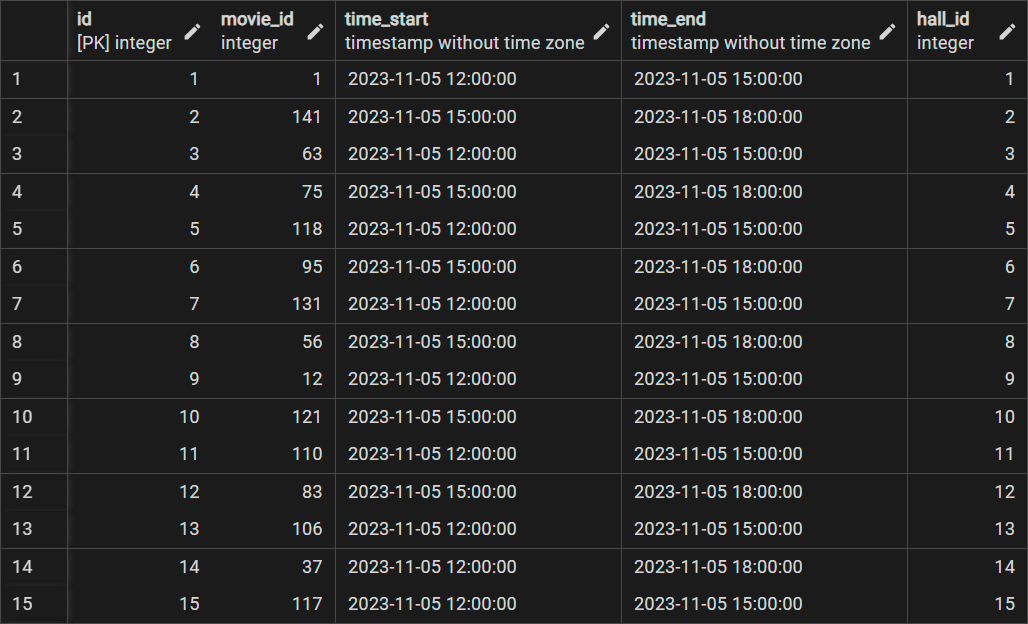 id movie_id time_start time_end hall_id
[PK] integer integer timestamp without time zone timestamp without time zone integer
1 1 1 2023-11-05 12:00:00 2023-11-05 15:00:00 1
2 2 141 2023-11-05 15:00:00 2023-11-05 18:00:00 2
3 3 63 2023-11-05 12:00:00 2023-11-05 15:00:00 3
4 4 75 2023-11-05 15:00:00 2023-11-05 18:00:00 4
5 5 118 2023-11-05 12:00:00 2023-11-05 15:00:00 5
6 6 95 2023-11-05 15:00:00 2023-11-05 18:00:00 6
7 7 131 2023-11-05 12:00:00 2023-11-05 15:00:00 7
8 8 56 2023-11-05 15:00:00 2023-11-05 18:00:00 8
9 9 12 2023-11-05 12:00:00 2023-11-05 15:00:00 9
10 10 121 2023-11-05 15:00:00 2023-11-05 18:00:00 10
11 11 110 2023-11-05 12:00:00 2023-11-05 15:00:00 11
12 12 83 2023-11-05 15:00:00 2023-11-05 18:00:00 12
13 13 106 2023-11-05 12:00:00 2023-11-05 15:00:00 13
14 14 37 2023-11-05 12:00:00 2023-11-05 18:00:00 14
15 15 117 2023-11-05 12:00:00 2023-11-05 15:00:00 15